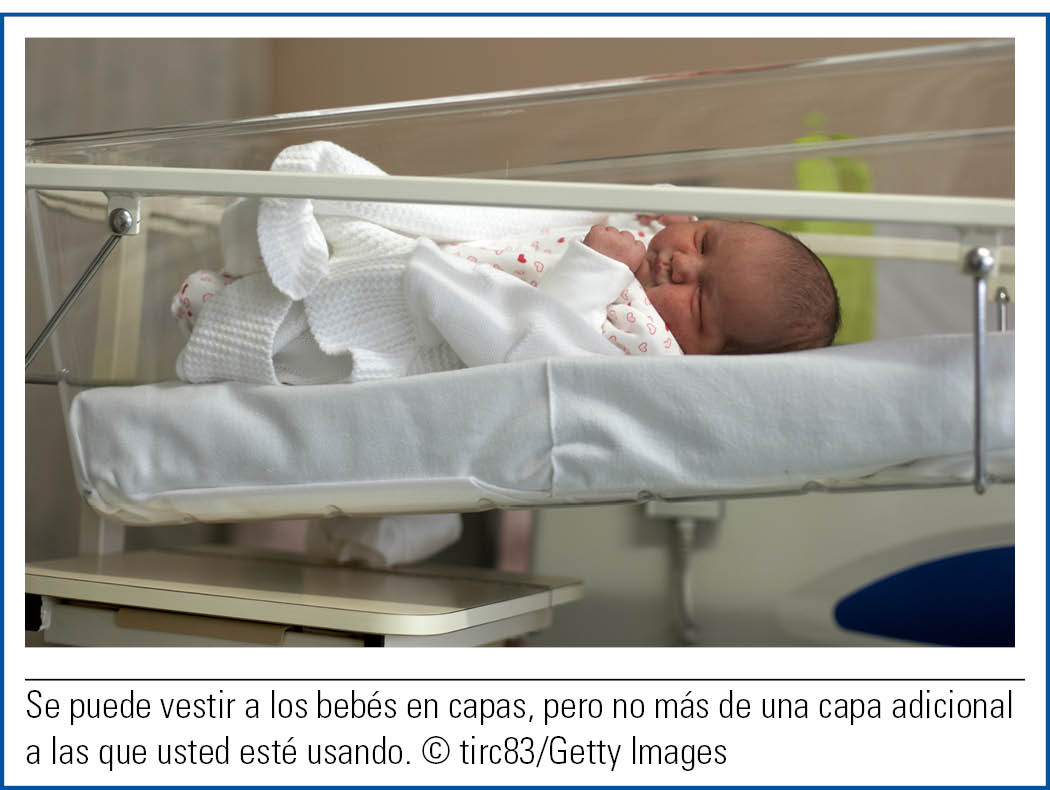 Se puede vestir a los bebés en capas, pero no más de una capa adicional
a las que usted esté usando. © tirc83/Getty Images